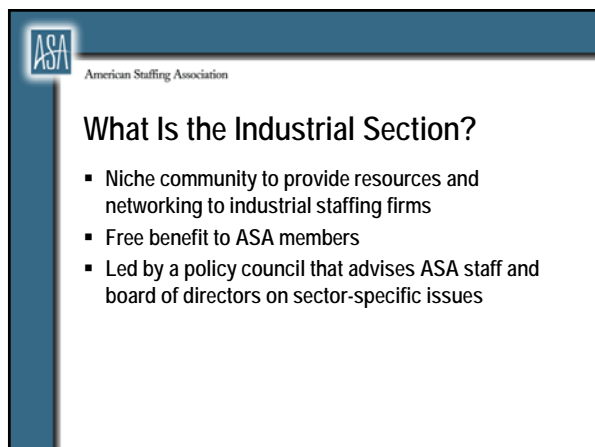 ASA
American Staffing Association
What Is the Industrial Section?
▪ Niche community to provide resources and
networking to industrial staffing firms
▪ Free benefit to ASA members
▪ Led by a policy council that advises ASA staff and
board of directors on sector-specific issues